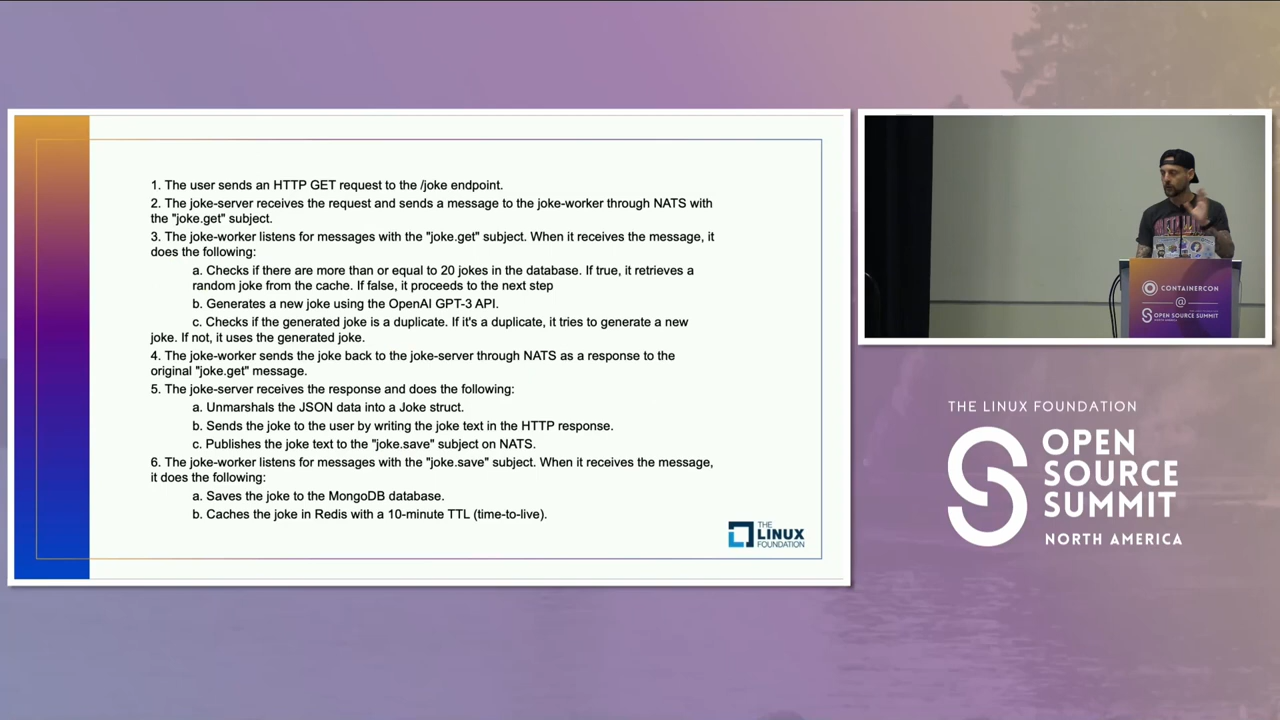 1. The user sends an HTTP GET request to the /joke endpoint.
2. The joke-server receives the request and sends a message to the joke-worker through NATS with
the "joke.get" subject.
3. The joke-worker listens for messages with the "joke.get" subject. When it receives the message, it
does the following:
a. Checks if there are more than or equal to 20 jokes in the database. If true, it retrieves a
random joke from the cache. If false, it proceeds to the next step
b. Generates a new joke using the OpenAI GPT-3 API.
c. Checks if the generated joke is a duplicate. If it's a duplicate, it tries to generate a new
joke. If not, it uses the generated joke.
4. The joke-worker sends the joke back to the joke-server through NATS as a response to the
original "joke.get" message.
5. The joke-server receives the response and does the following:
a. Unmarshals the JSON data into a Joke struct.
b. Sends the joke to the user by writing the joke text in the HTTP response.
c. Publishes the joke text to the "joke.save" subject on NATS.
6. The joke-worker listens for messages with the "joke.save" subject. When it receives the message,
it does the following:
a. Saves the joke to the MongoDB database.
b. Caches the joke in Redis with a 10-minute TTL (time-to-live).
THE
LINUX
FOUNDATION
CONTAINERCON
@
OPEN SOURCE SUMMIT
THE LINUX FOUNDATION
OPEN
SOURCE
SUMMIT
NORTH AMERICA